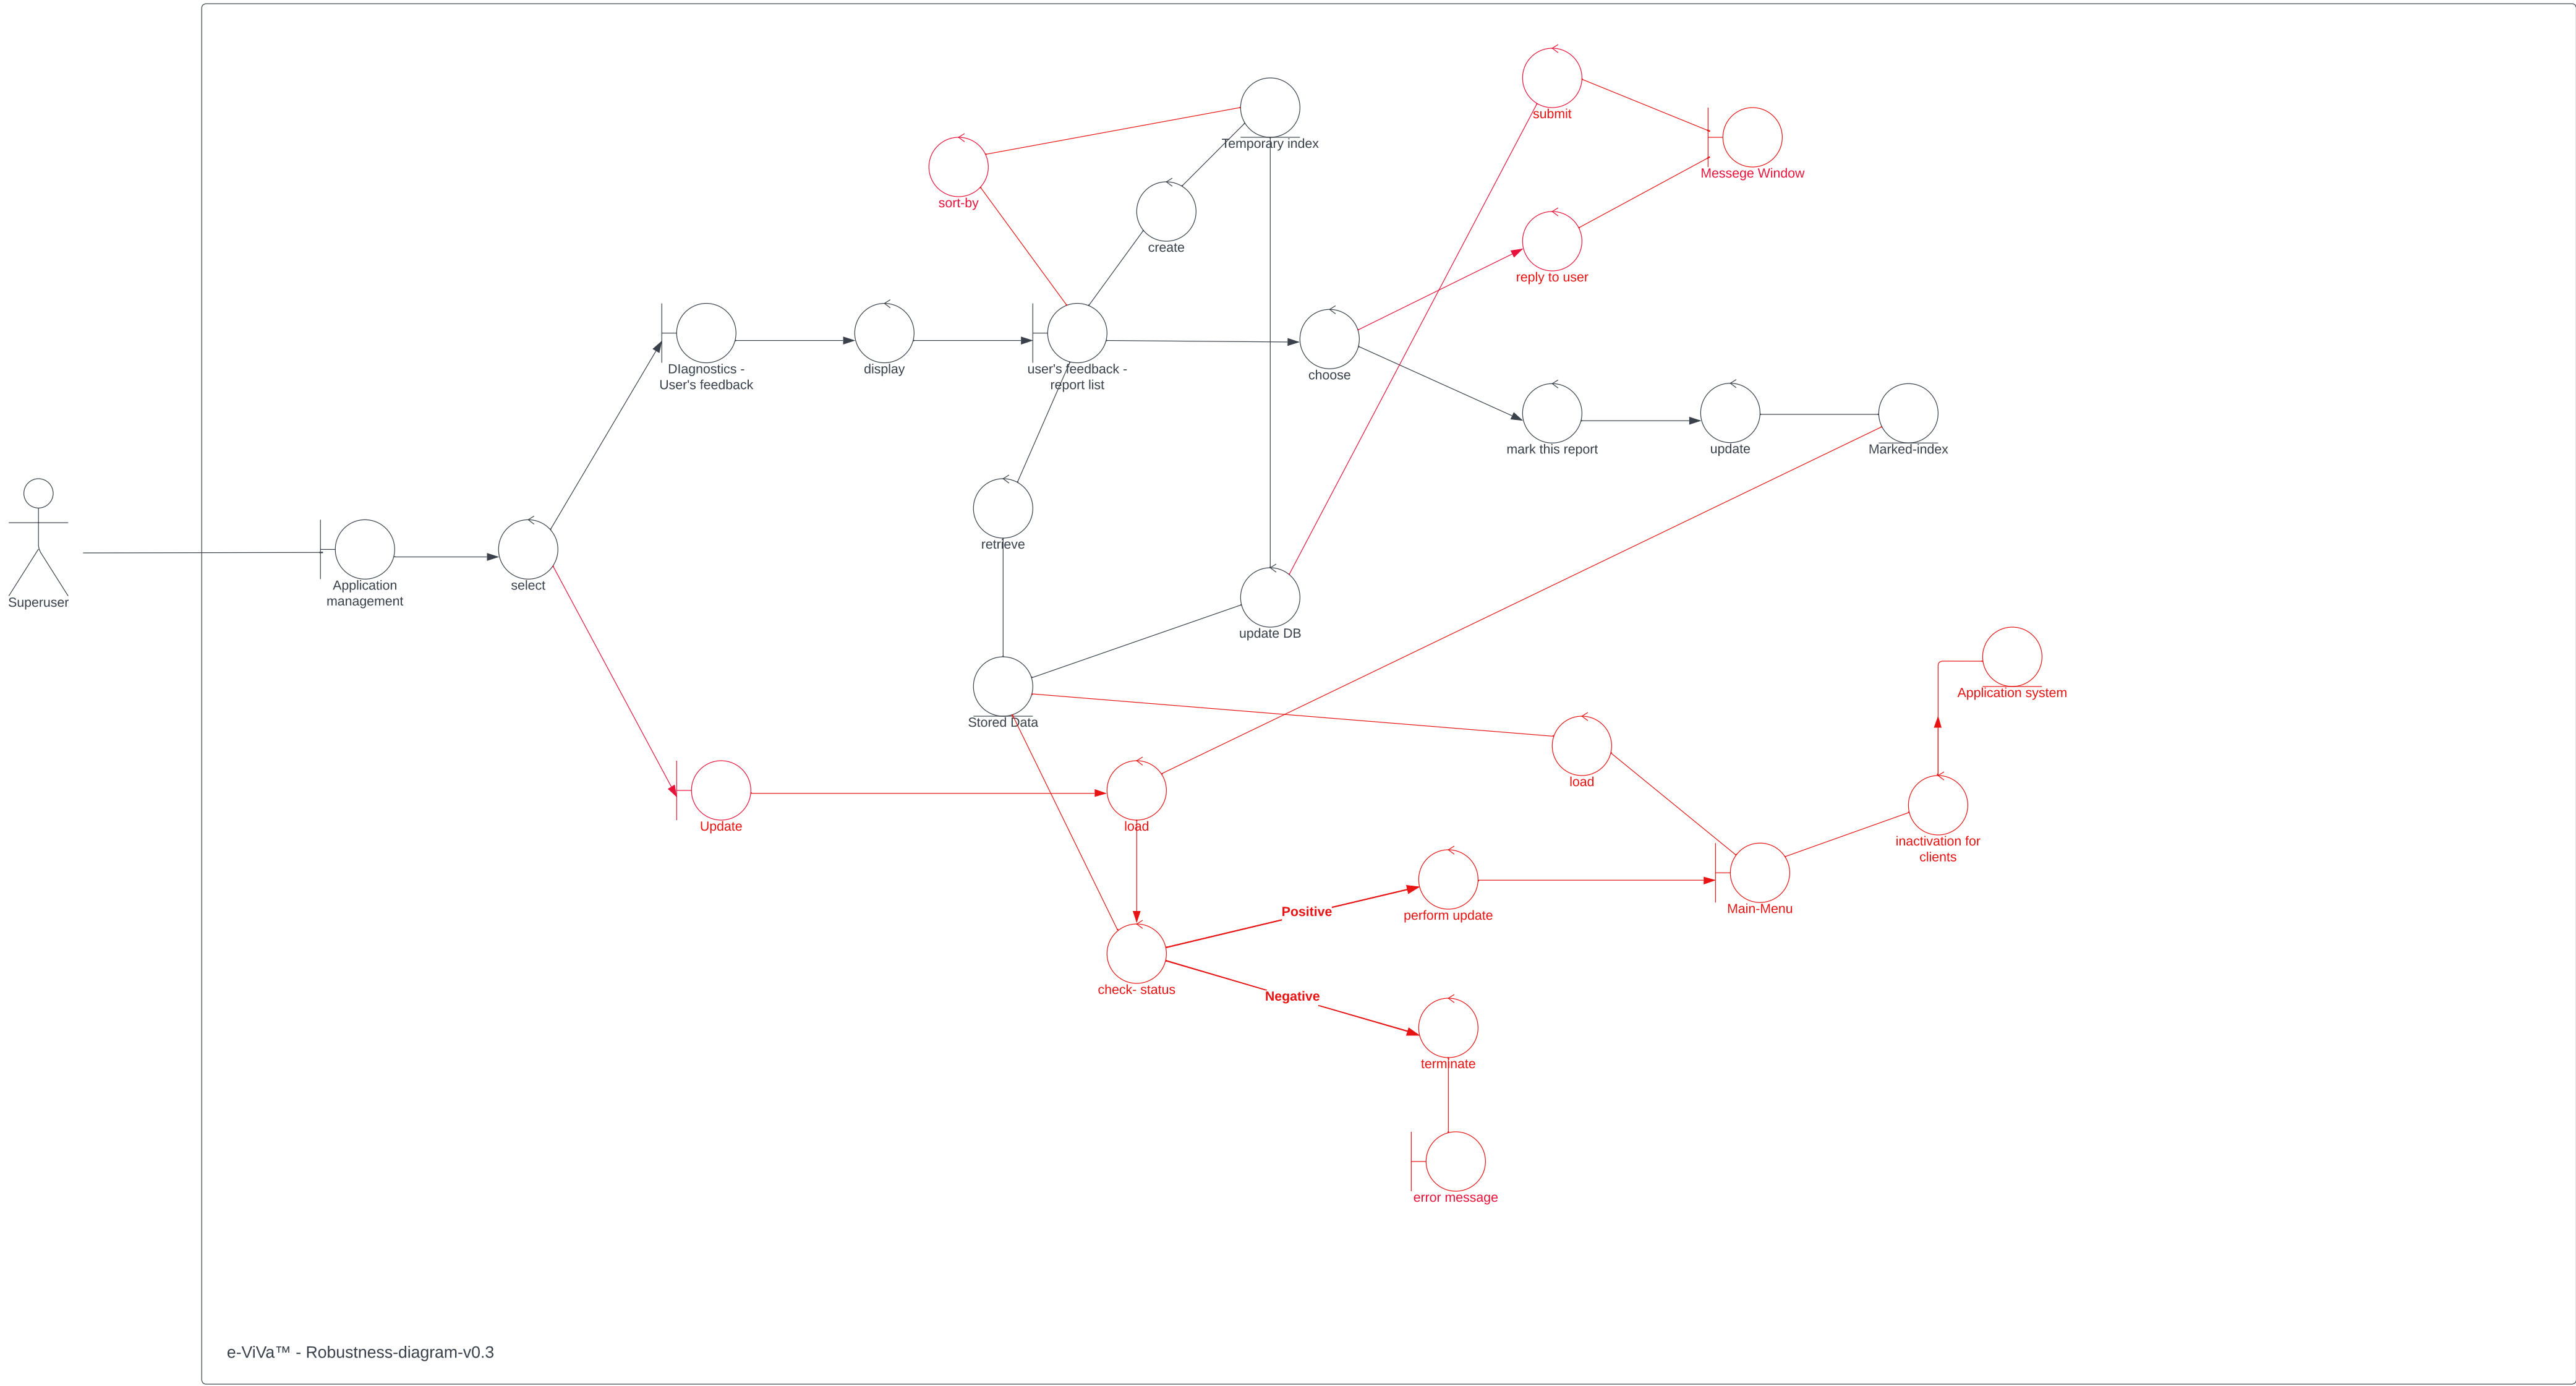 submit
Temporary index
Messege Window
sort-by
create
reply to user
DIagnostics -
User's feedback
display
user's feedback -
report list
choose
mark this report
update
Marked-index
retrieve
Superuser
Application
management
select
update DB
Application system
Stored Data
load
Update
load
inactivation for
clients
Positive
perform update
Main-Menu
check- status
Negative
terminate
error message
e-ViVa™ - Robustness-diagram-v0.3